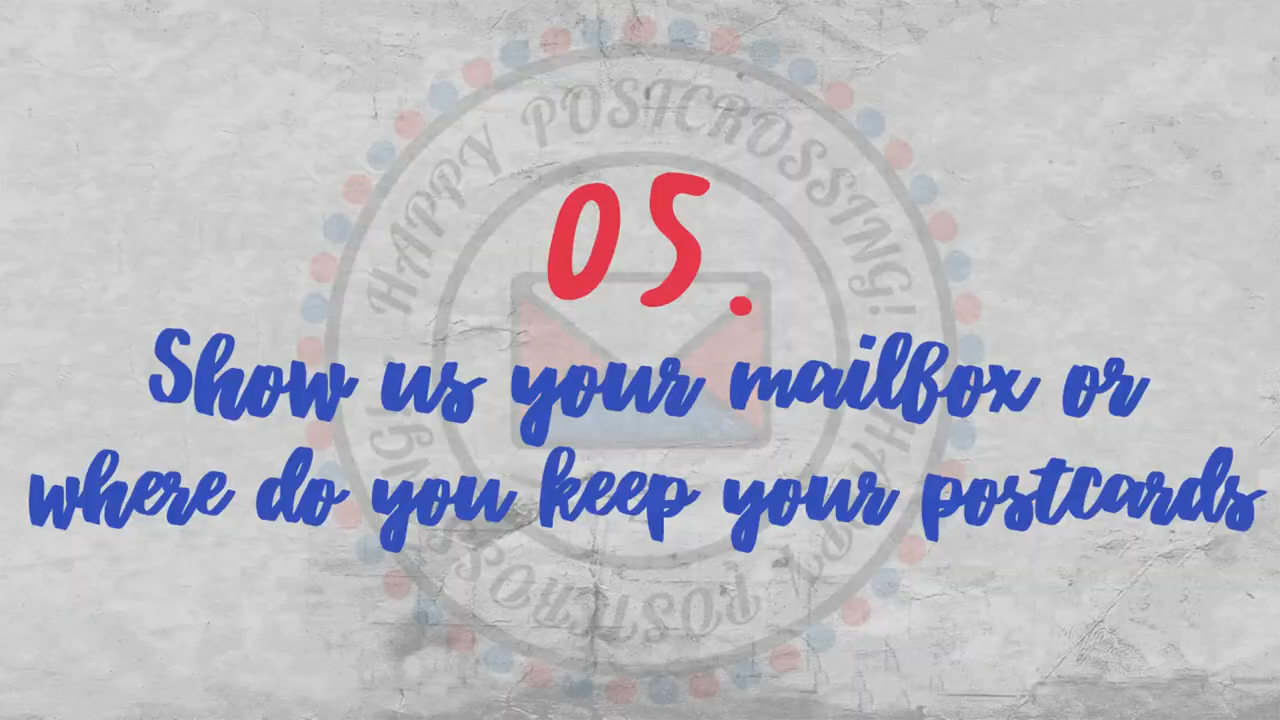 HAPPY POSTCROSSING!
05.
Show us your mailbox or
where do you keep your postcards
HAPPY POSTCROSSING!